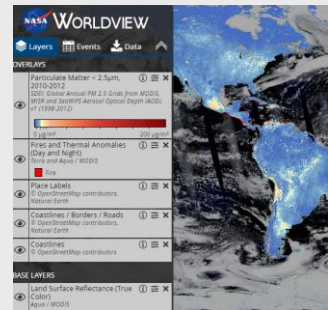 NASA WORLDVIEW
Layers Events Data
OVERLAYS
Particulate Matter < 2.5µm,
2010-2012
SDEI: Global Annual PM 2.5 Grids from MODIS,
MISR and SeaWiFS Aerosol Optical Depth (AOD),
v1 (1998-2012)
0 µg/m³ 200 µg/m³
Fires and Thermal Anomalies
(Day and Night)
Terra and Aqua / MODIS
Fire
Place Labels
© OpenStreetMap contributors,
Natural Earth
Coastlines / Borders / Roads
© OpenStreetMap contributors,
Natural Earth
Coastlines
© OpenStreetMap contributors
BASE LAYERS
Land Surface Reflectance (True
Color)
Aqua / MODIS